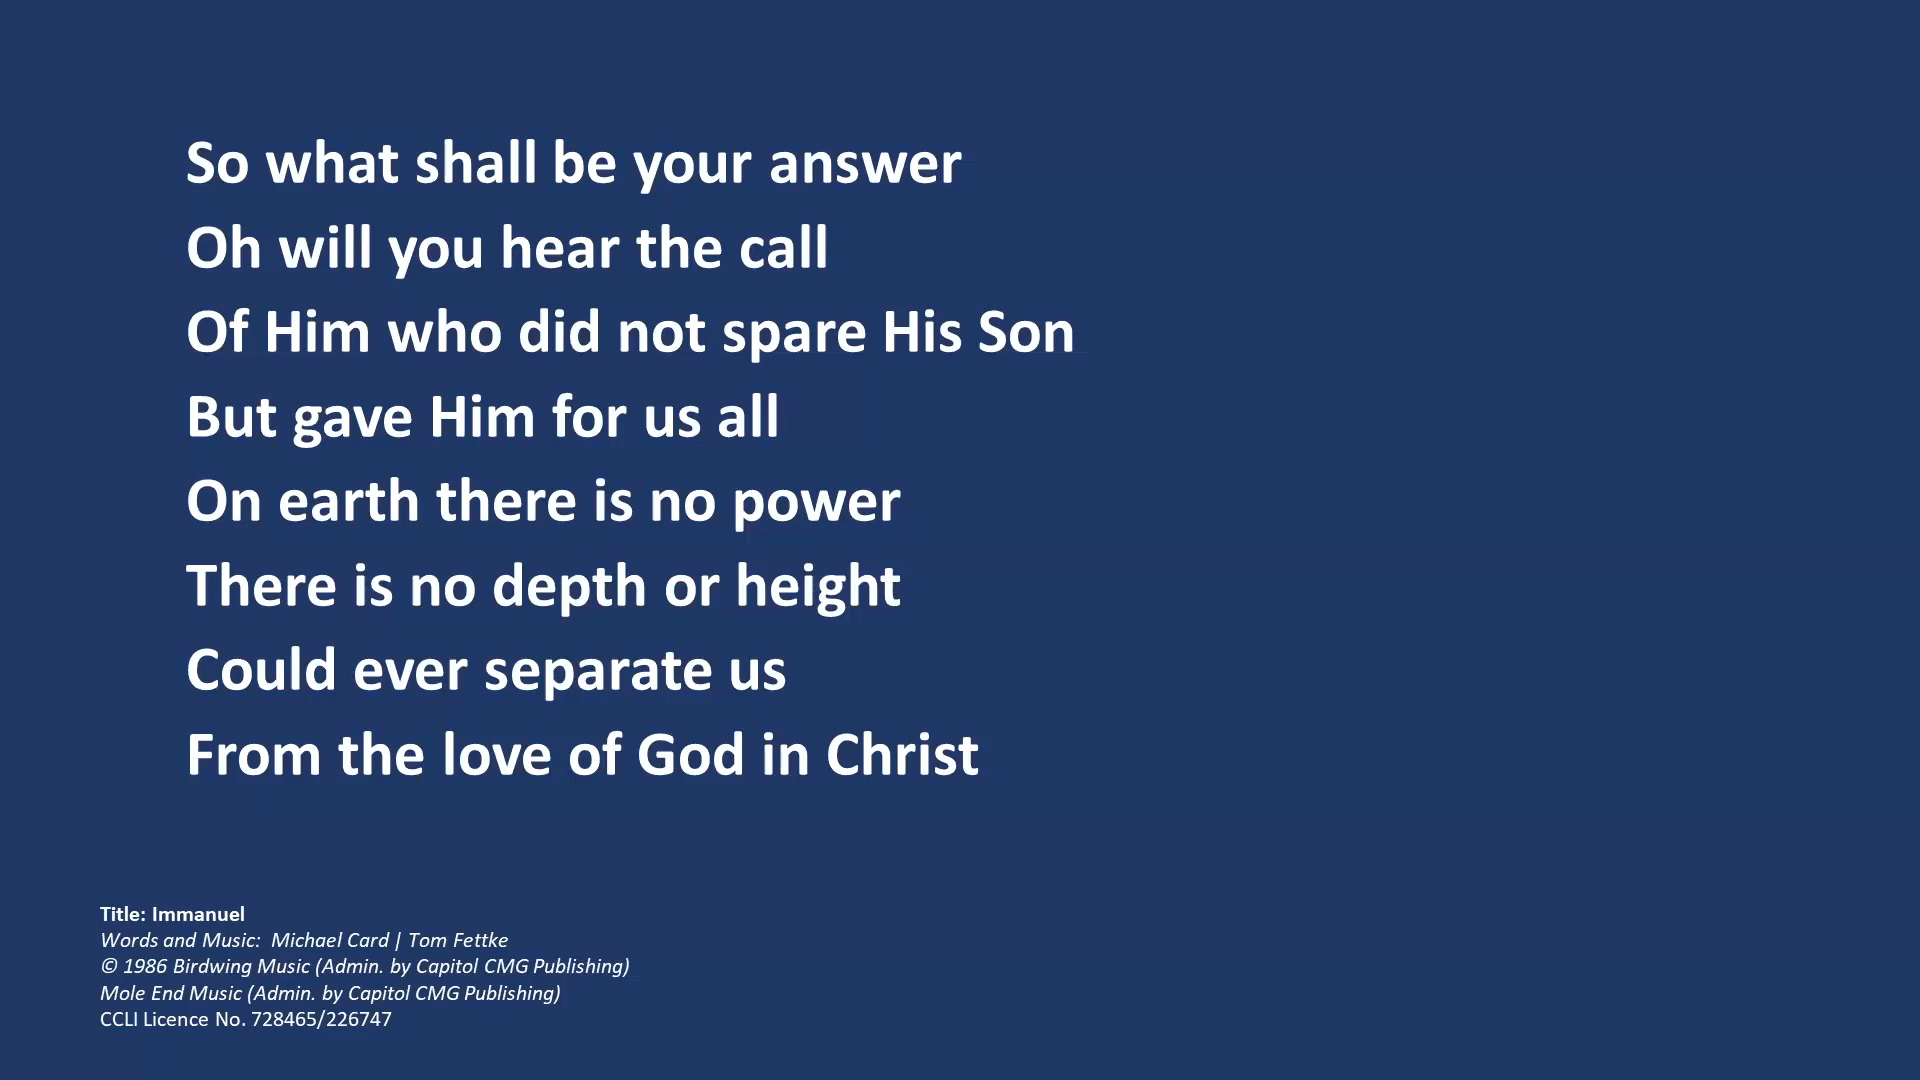 So what shall be your answer
Oh will you hear the call
Of Him who did not spare His Son
But gave Him for us all
On earth there is no power
There is no depth or height
Could ever separate us
From the love of God in Christ
Title: Immanuel
Words and Music:  Michael Card | Tom Fettke
© 1986 Birdwing Music (Admin. by Capitol CMG Publishing)
Mole End Music (Admin. by Capitol CMG Publishing)
CCLI Licence No. 728465/226747